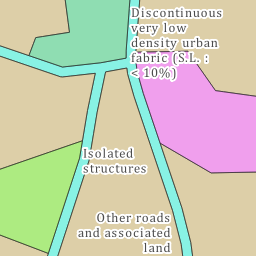 Discontinuous
very low
density urban
fabric (S.L. :
< 10%)
Isolated
structures
Other roads
and associated
land